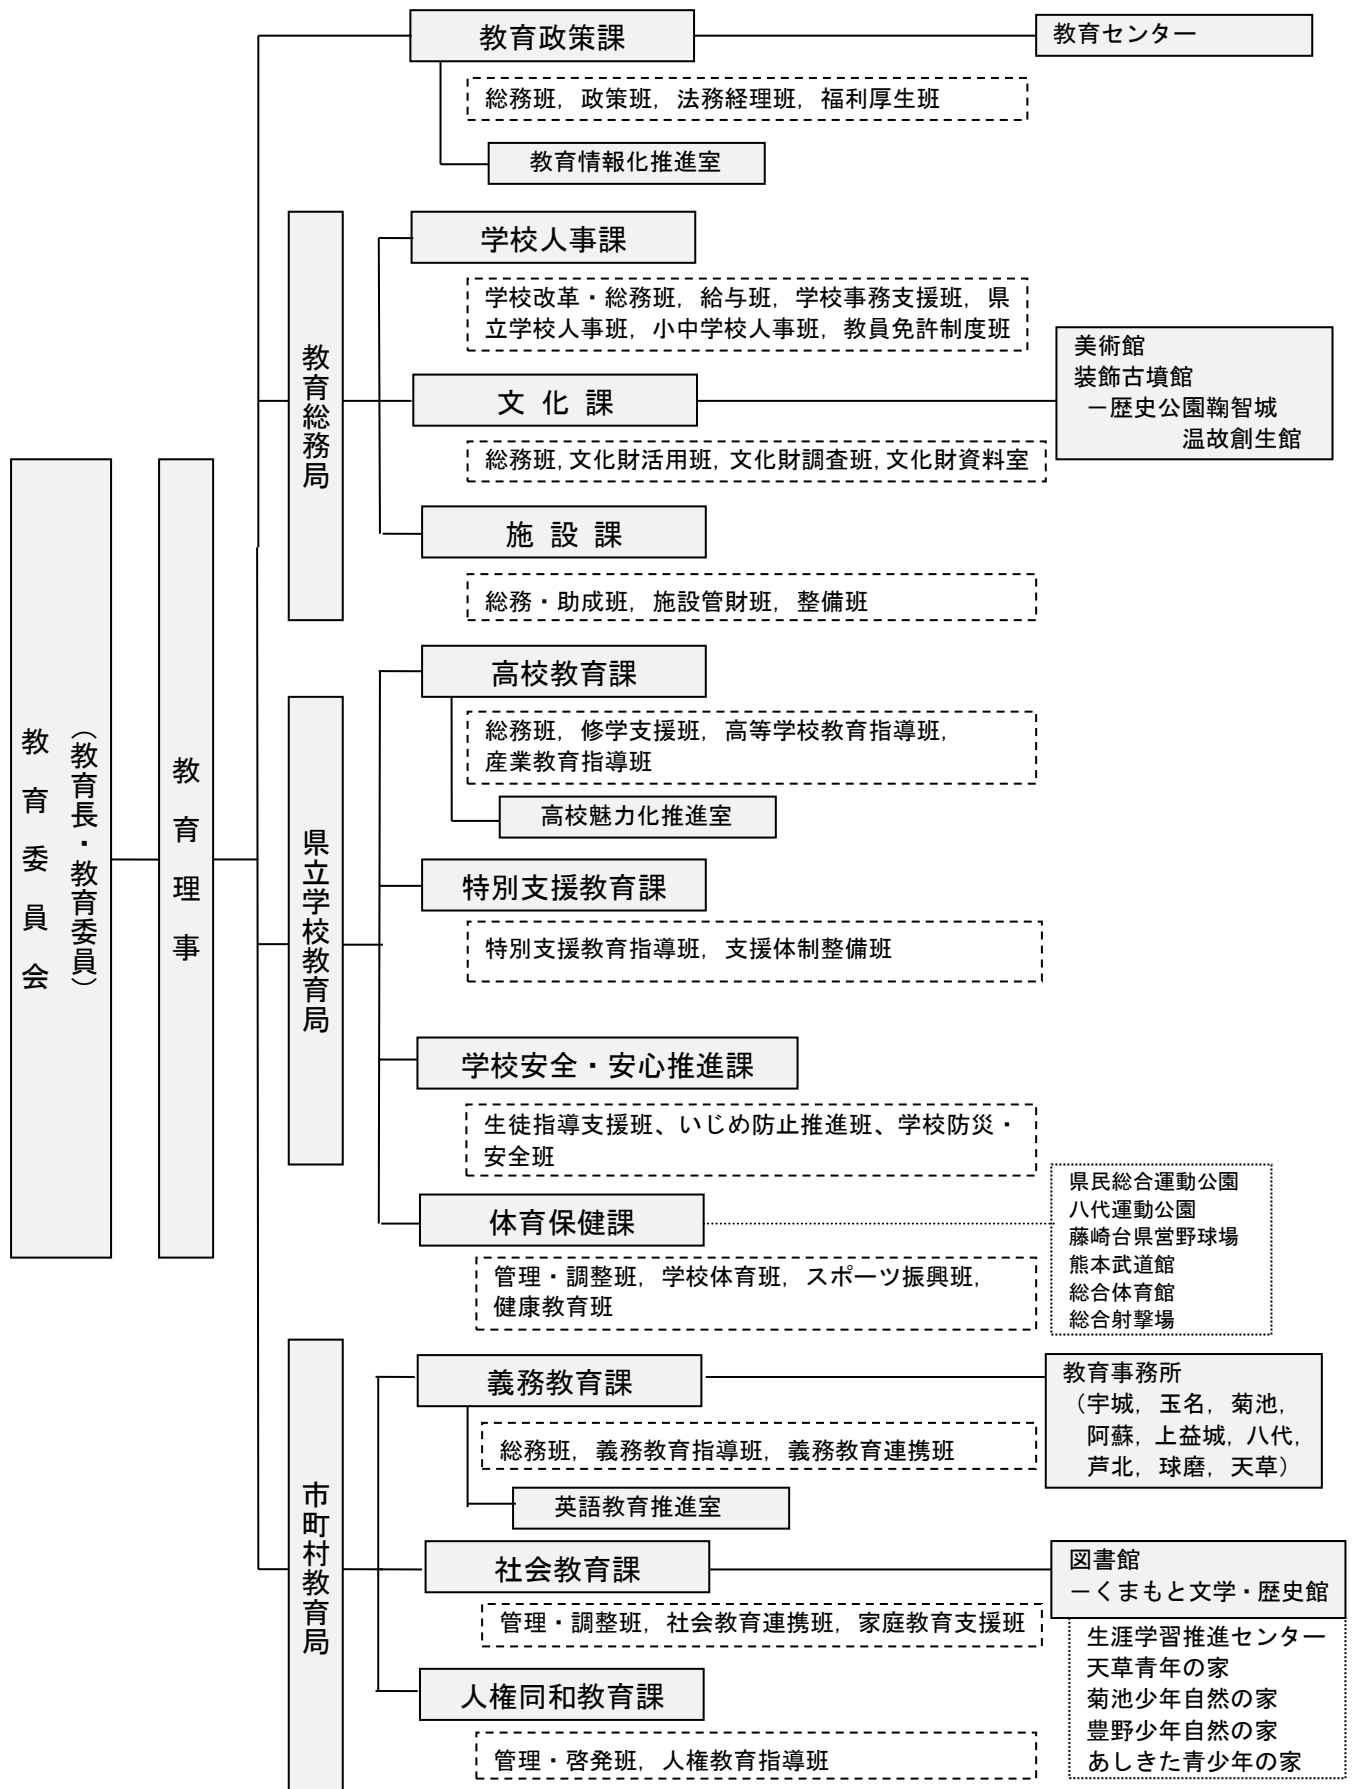 教育委員会
（教育長・教育委員）
教育理事
教育政策課
教育センター
総務班，政策班，法務経理班，福利厚生班
教育情報化推進室
教育総務局
学校人事課
学校改革・総務班，給与班，学校事務支援班，県
立学校人事班，小中学校人事班，教員免許制度班
文 化 課
美術館
装飾古墳館
－歴史公園鞠智城
温故創生館
総務班，文化財活用班，文化財調査班，文化財資料室
施 設 課
総務・助成班，施設管財班，整備班
県立学校教育局
高校教育課
総務班，修学支援班，高等学校教育指導班，
産業教育指導班
高校魅力化推進室
特別支援教育課
特別支援教育指導班，支援体制整備班
学校安全・安心推進課
生徒指導支援班、いじめ防止推進班、学校防災・
安全班
体育保健課
県民総合運動公園
八代運動公園
藤崎台県営野球場
熊本武道館
総合体育館
総合射撃場
管理・調整班，学校体育班，スポーツ振興班，
健康教育班
市町村教育局
義務教育課
教育事務所
（宇城，玉名，菊池，
阿蘇，上益城，八代，
芦北，球磨，天草）
総務班，義務教育指導班，義務教育連携班
英語教育推進室
社会教育課
図書館
－くまもと文学・歴史館
管理・調整班，社会教育連携班，家庭教育支援班
生涯学習推進センター
天草青年の家
菊池少年自然の家
豊野少年自然の家
あしきた青少年の家
人権同和教育課
管理・啓発班，人権教育指導班